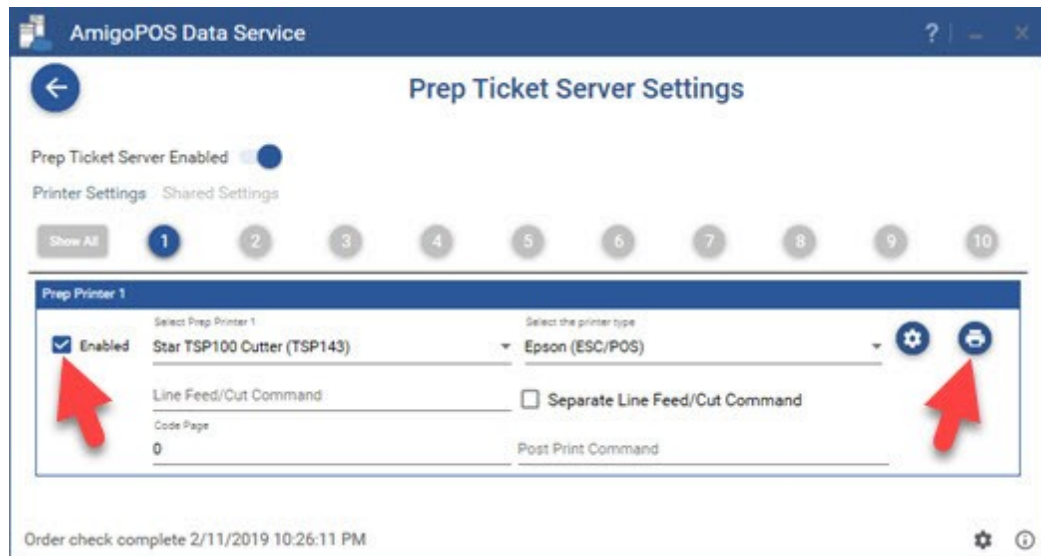 AmigoPOS Data Service
?
Prep Ticket Server Settings
Prep Ticket Server Enabled
Printer Settings Shared Settings
Show All 1 2 3 4 5 6 7 8 9 10
Prep Printer 1
Select Prep Printer 1 Select the printer type
Enabled Star TSP100 Cutter (TSP143) Epson (ESC/POS)
Line Feed/Cut Command Separate Line Feed/Cut Command
Code Page
0 Post Print Command
Order check complete 2/11/2019 10:26:11 PM